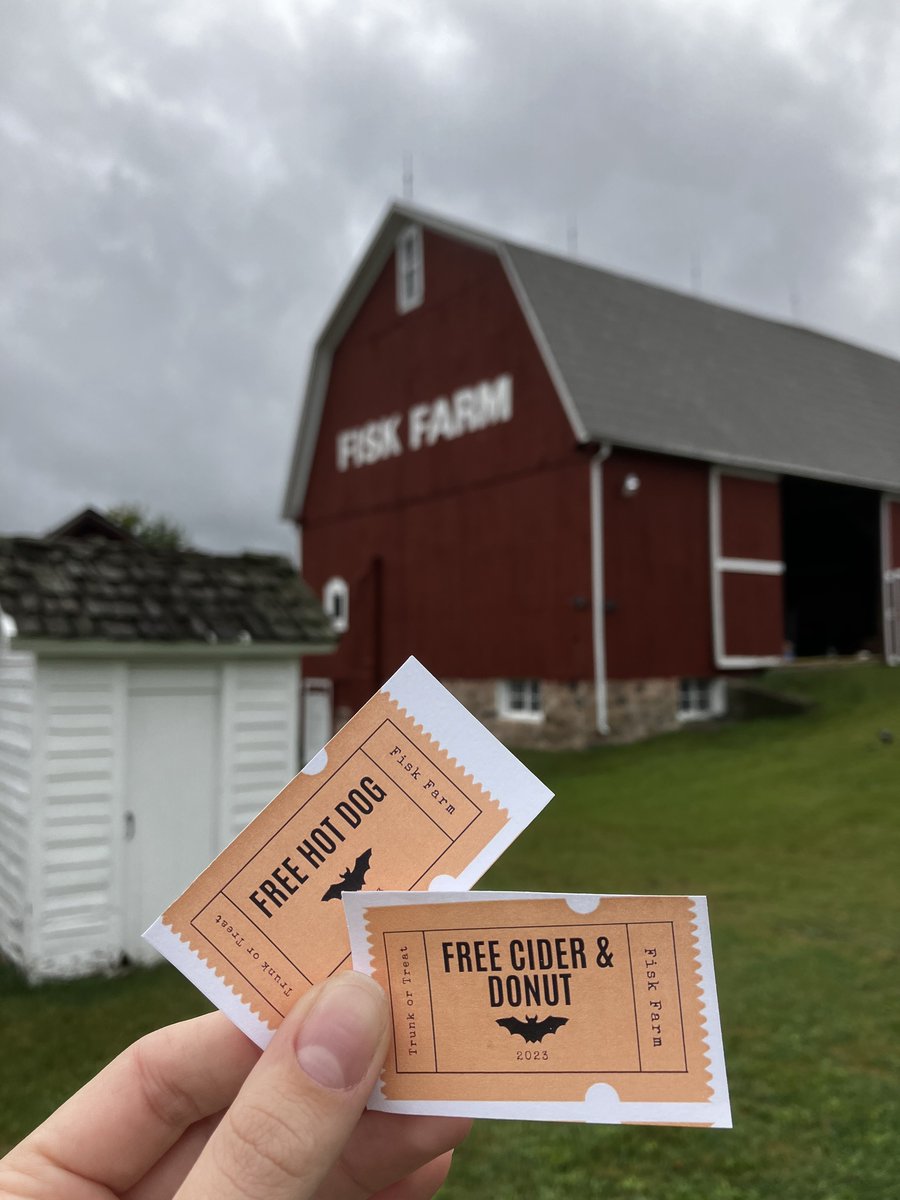 FISK FARM
Fisk Farm
FREE HOT DOG
Trunk or Treat
Trunk or Treat
FREE CIDER &
DONUT
2023
Fisk Farm